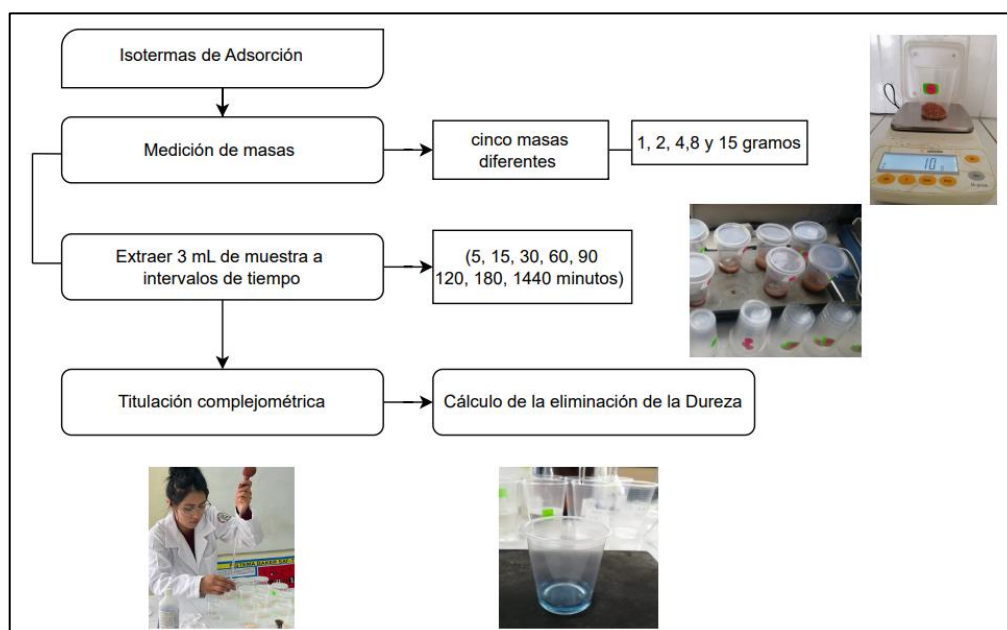 Isotermas de Adsorción
Medición de masas
cinco masas
diferentes
1, 2, 4,8 y 15 gramos
10
Extraer 3 mL de muestra a
intervalos de tiempo
(5, 15, 30, 60, 90
120, 180, 1440 minutos)
Titulación complejométrica
Cálculo de la eliminación de la Dureza